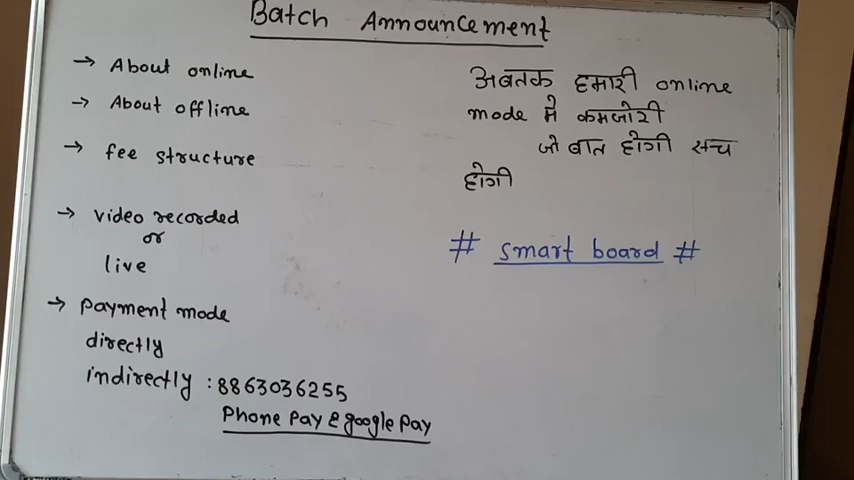 Batch Announcement
→ About online
→ About offline
→ fee structure
→ video recorded
or
live
→ payment mode
directly
indirectly : 8863036255
Phone Pay & google pay
अबतक हमारी online
mode मे कमजोरी
जो बात होगी सच
होगी
# smart board #